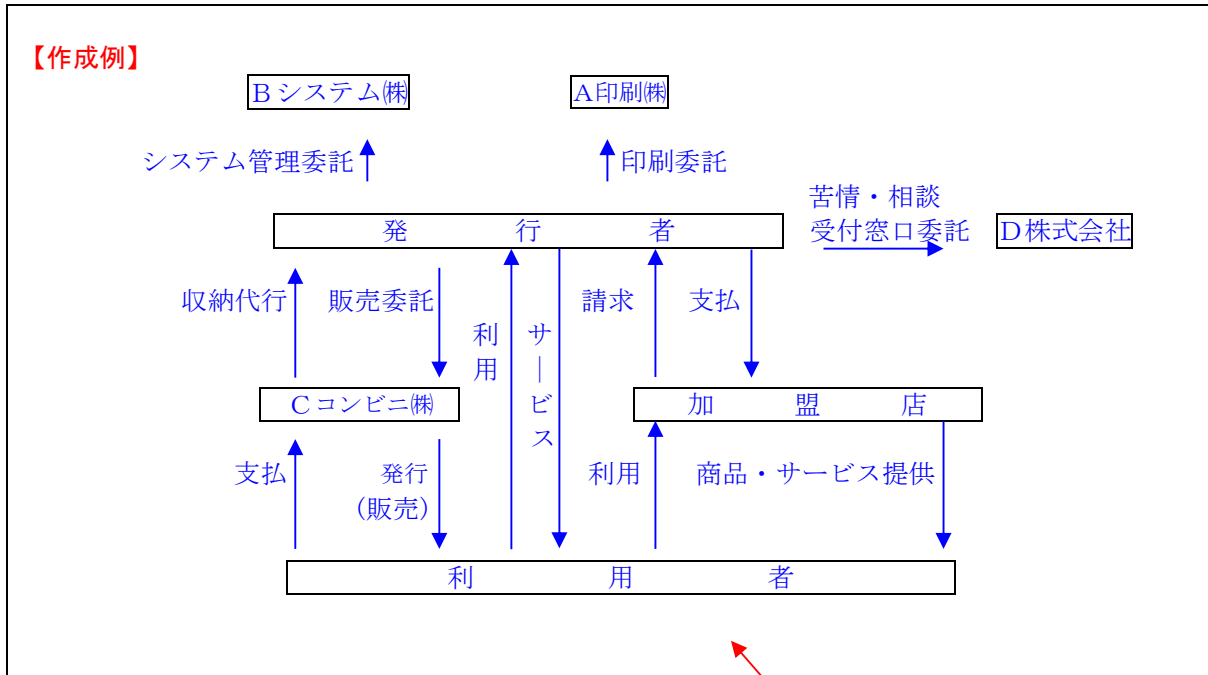 【作成例】
Ｂシステム㈱
Ａ印刷㈱
システム管理委託
印刷委託
苦情・相談
受付窓口委託
Ｄ株式会社
発行者
収納代行
販売委託
利用
サービス
請求
支払
Ｃコンビニ㈱
加盟店
支払
発行
（販売）
利用
商品・サービス提供
利用者